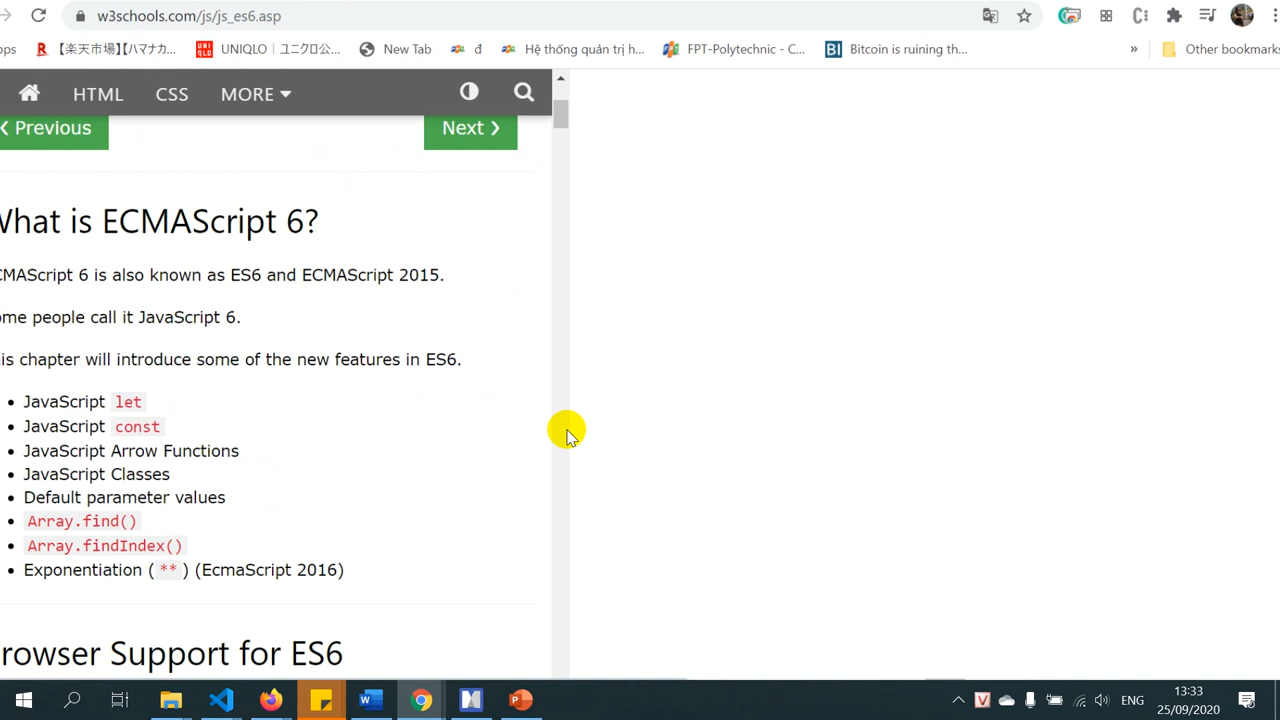 w3schools.com/js/js_es6.asp
ops 【楽天市場】【ハマナカ... UNIQLO｜ユニクロ公... New Tab đ Hệ thống quản trị h... FPT-Polytechnic - C... BI Bitcoin is ruining th... » Other bookmark
HTML CSS MORE
❮ Previous Next ❯
What is ECMAScript 6?
CMAScript 6 is also known as ES6 and ECMAScript 2015.
ome people call it JavaScript 6.
is chapter will introduce some of the new features in ES6.
• JavaScript let
• JavaScript const
• JavaScript Arrow Functions
• JavaScript Classes
• Default parameter values
• Array.find()
• Array.findIndex()
• Exponentiation ( ** ) (EcmaScript 2016)
rowser Support for ES6
ENG 13:33
25/09/2020